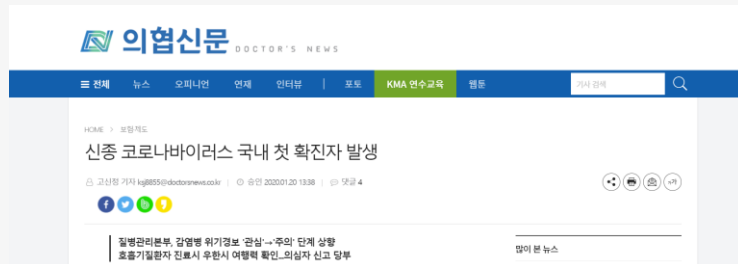 의협신문 DOCTOR'S NEWS
전체 뉴스 오피니언 연재 인터뷰 | 포토 KMA 연수교육 웹툰 기사 검색
HOME > 보험제도
신종 코로나바이러스 국내 첫 확진자 발생
고신정 기자 ksj8855@doctorsnews.co.kr | 승인 2020.01.20 13:38 | 댓글 4
질병관리본부, 감염병 위기경보 '관심'→'주의' 단계 상향
호흡기질환자 진료시 우한시 여행력 확인...의심자 신고 당부
많이 본 뉴스